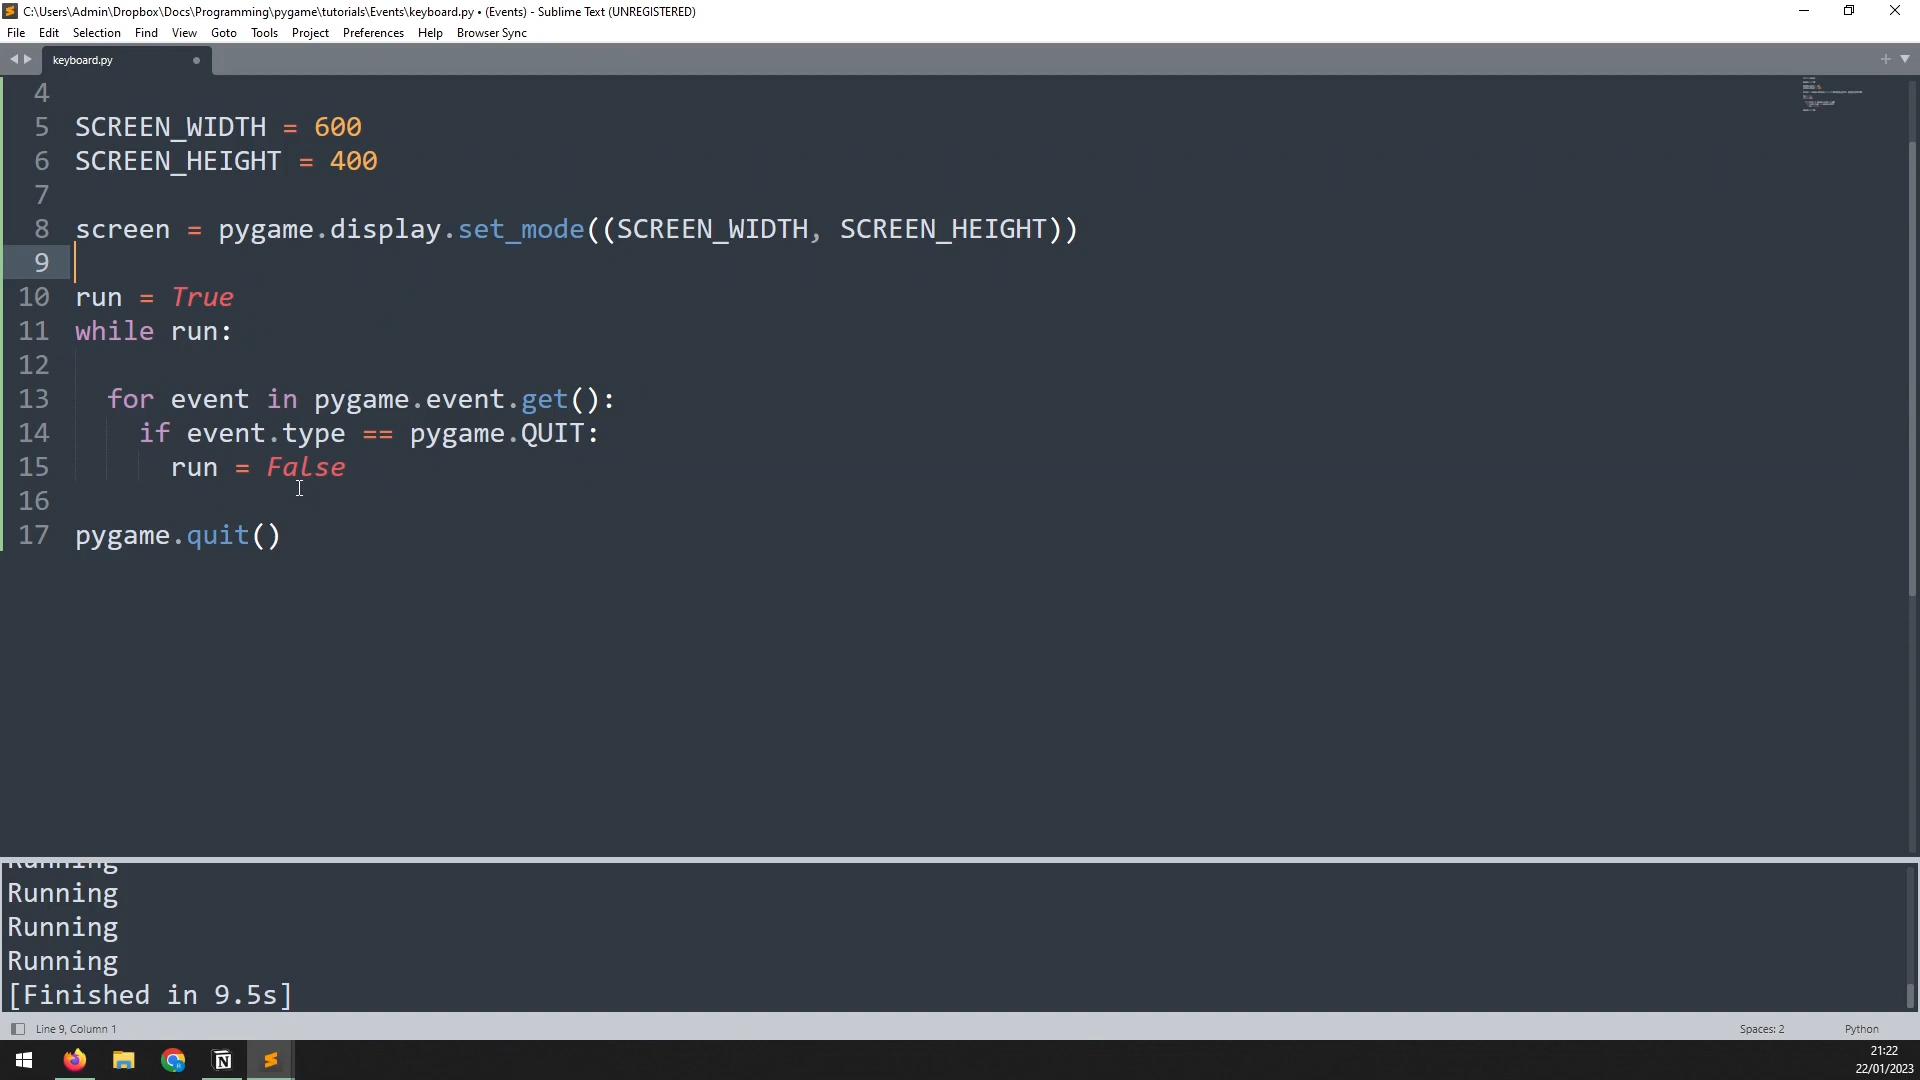 C:\Users\Admin\Dropbox\Docs\Programming\pygame\tutorials\Events\keyboard.py • (Events) - Sublime Text (UNREGISTERED)
File Edit Selection Find View Goto Tools Project Preferences Help Browser Sync
keyboard.py
4
5 SCREEN_WIDTH = 600
6 SCREEN_HEIGHT = 400
7
8 screen = pygame.display.set_mode((SCREEN_WIDTH, SCREEN_HEIGHT))
9
10 run = True
11 while run:
12
13 for event in pygame.event.get():
14 if event.type == pygame.QUIT:
15 run = False
16
17 pygame.quit()
Running
Running
Running
Running
[Finished in 9.5s]
Line 9, Column 1 Spaces: 2 Python
21:22
22/01/2023